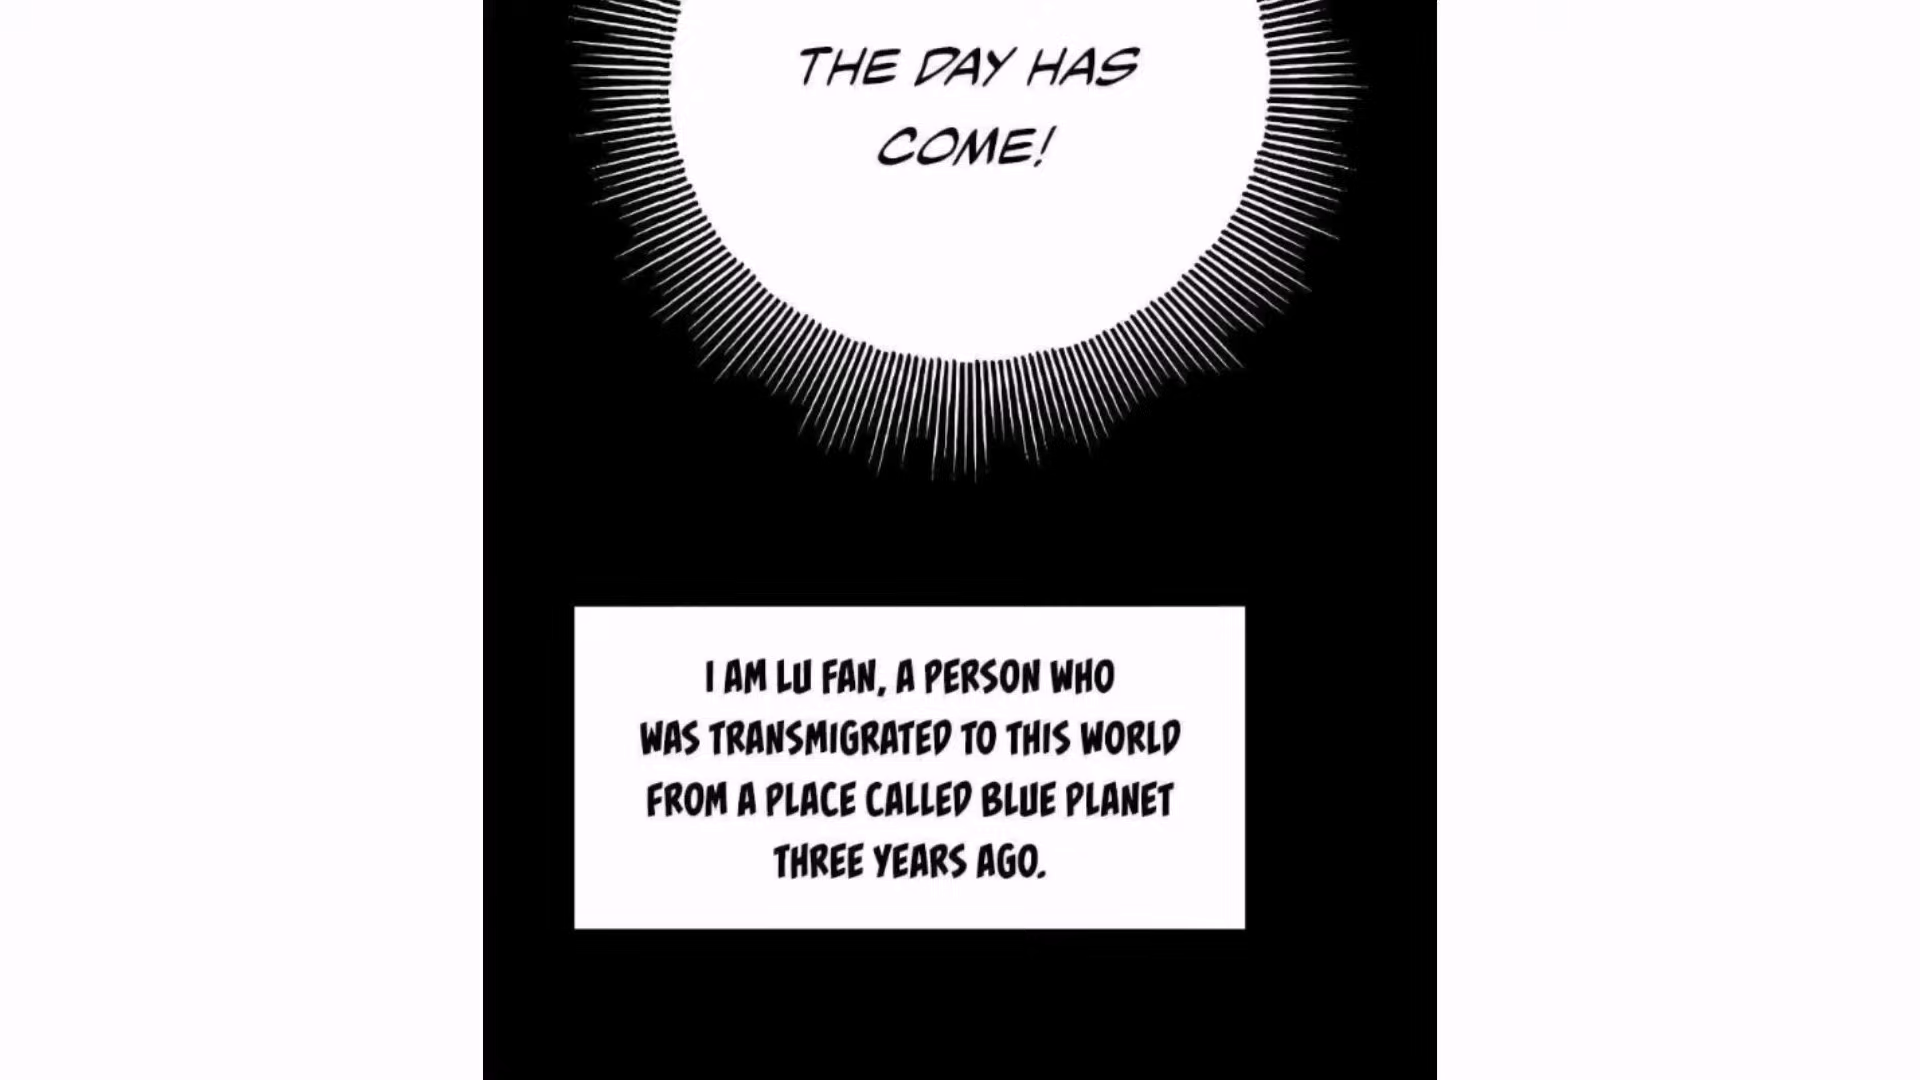 THE DAY HAS
COME!
I AM LU FAN, A PERSON WHO
WAS TRANSMIGRATED TO THIS WORLD
FROM A PLACE CALLED BLUE PLANET
THREE YEARS AGO.